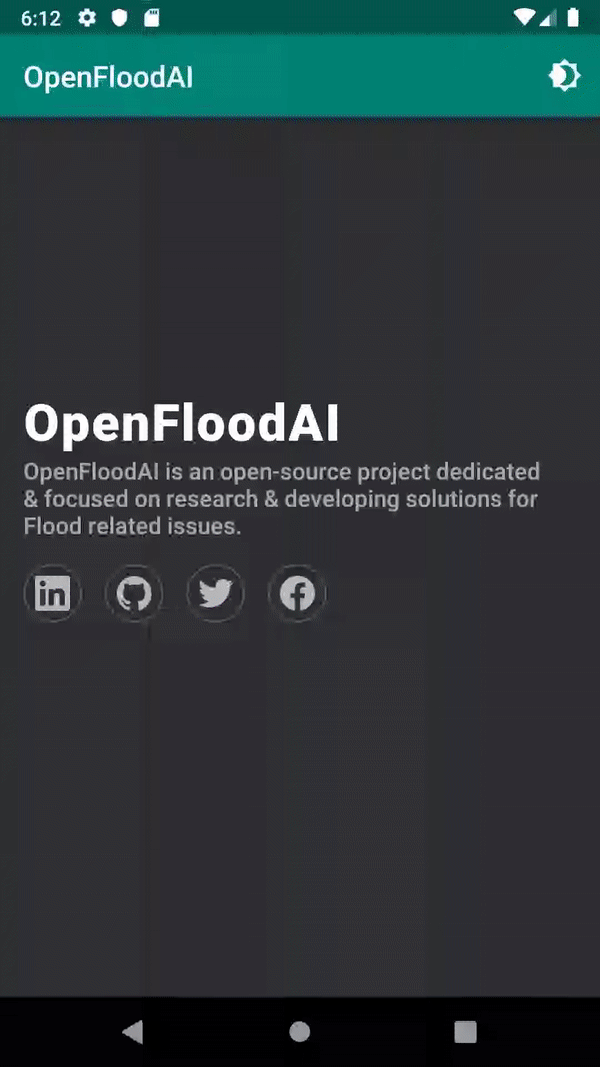 6:12
OpenFloodAI
OpenFloodAI
OpenFloodAI is an open-source project dedicated
& focused on research & developing solutions for
Flood related issues.